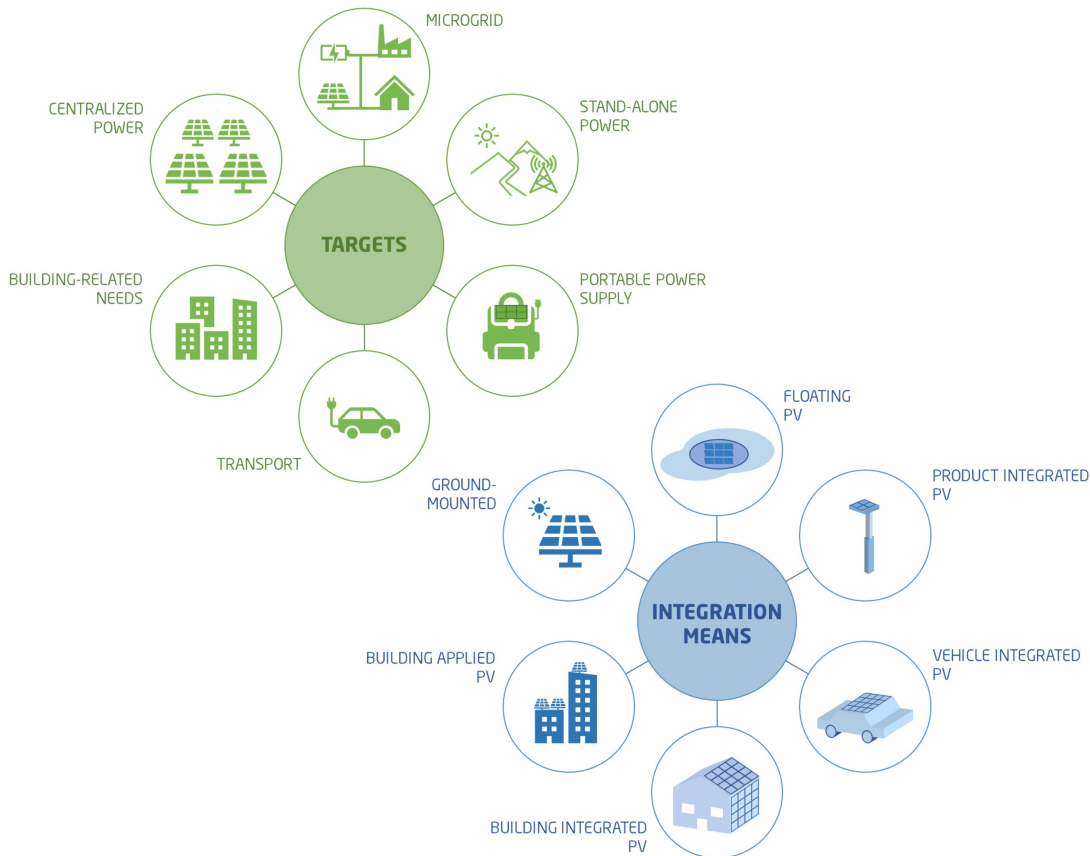 MICROGRID
CENTRALIZED
POWER
STAND-ALONE
POWER
TARGETS
BUILDING-RELATED
NEEDS
PORTABLE POWER
SUPPLY
TRANSPORT
FLOATING
PV
GROUND-
MOUNTED
PRODUCT INTEGRATED
PV
INTEGRATION
MEANS
BUILDING APPLIED
PV
VEHICLE INTEGRATED
PV
BUILDING INTEGRATED
PV